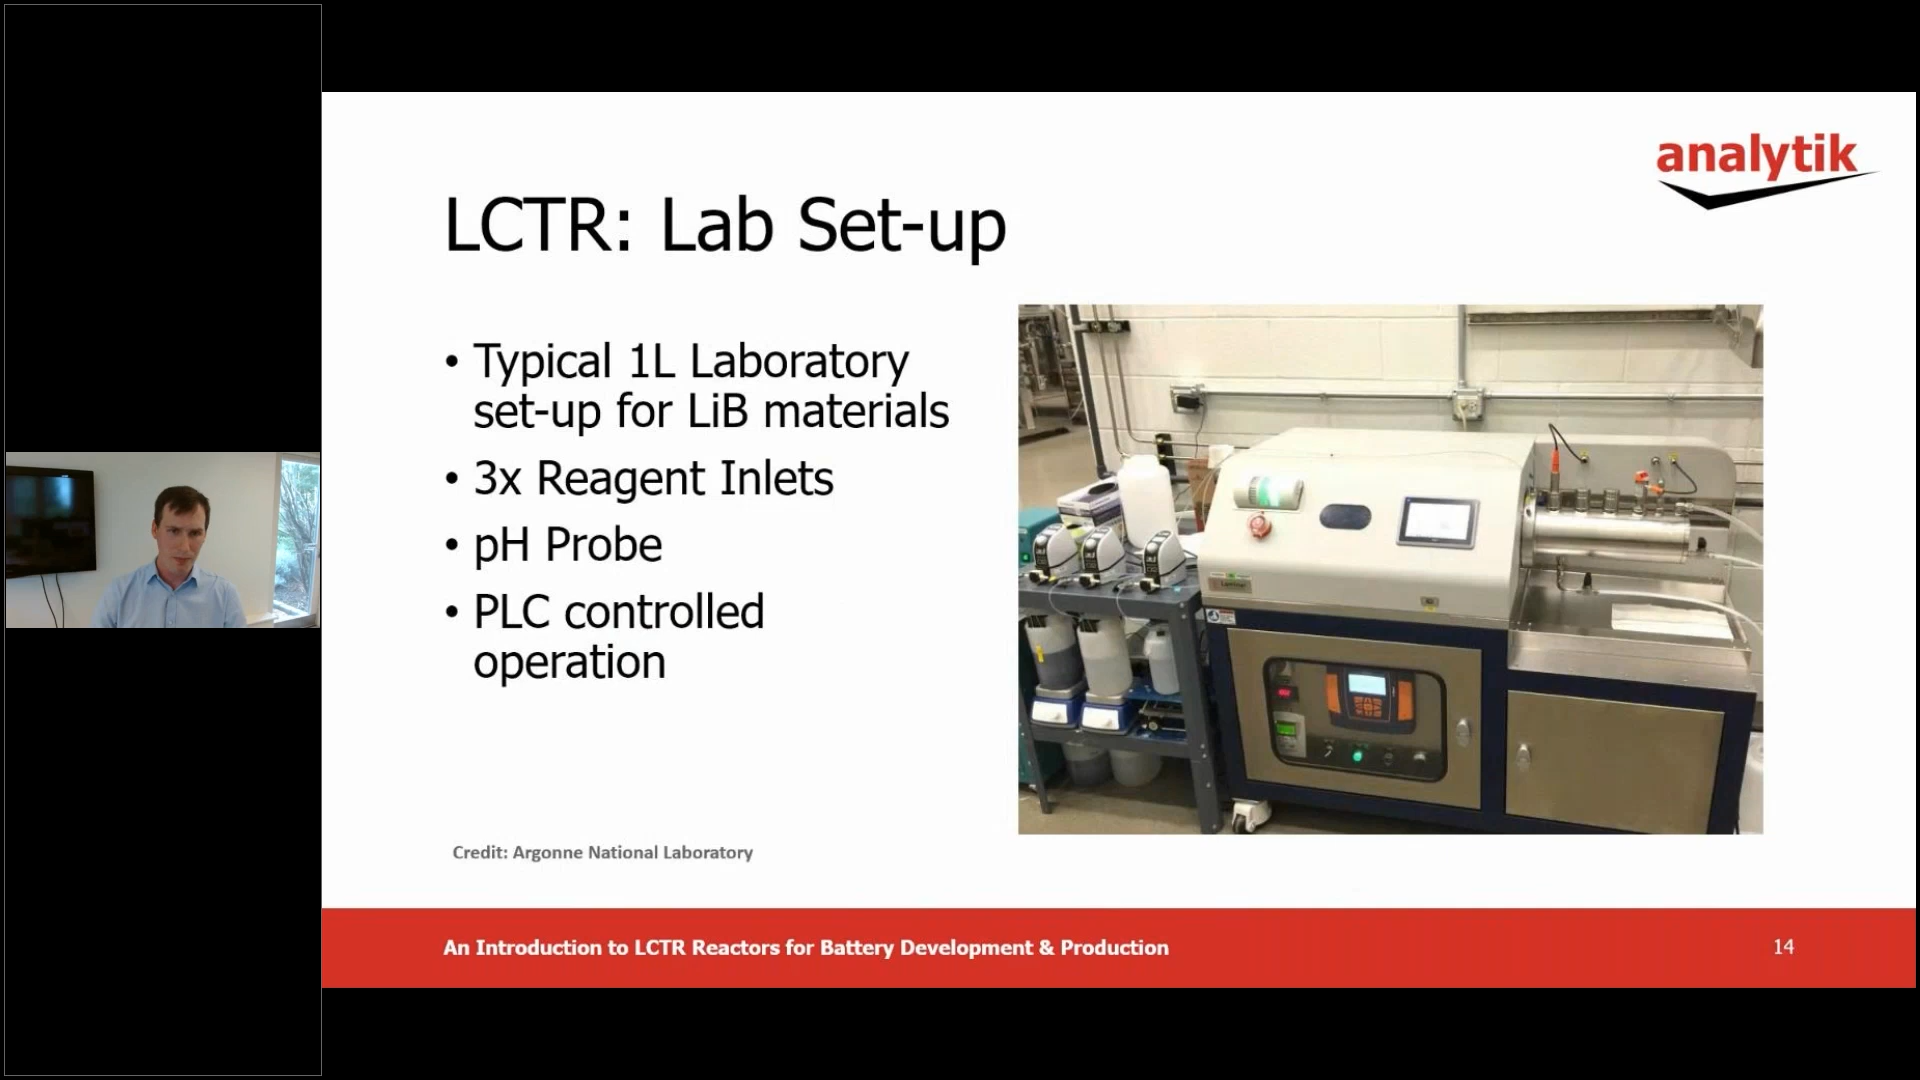 analytik
LCTR: Lab Set-up
• Typical 1L Laboratory
set-up for LiB materials
• 3x Reagent Inlets
• pH Probe
• PLC controlled
operation
Credit: Argonne National Laboratory
An Introduction to LCTR Reactors for Battery Development & Production
14